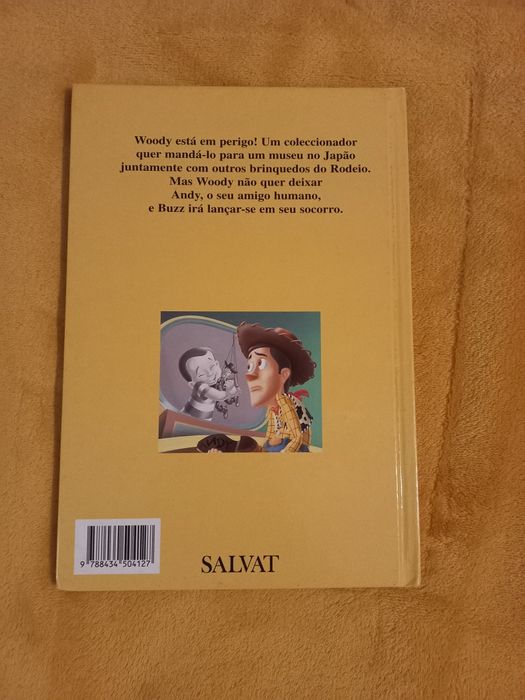 Woody está em perigo! Um coleccionador
quer mandá-lo para um museu no Japão
juntamente com outros brinquedos do Rodeio.
Mas Woody não quer deixar
Andy, o seu amigo humano,
e Buzz irá lançar-se em seu socorro.
ANDY
9 788434 504127
SALVAT